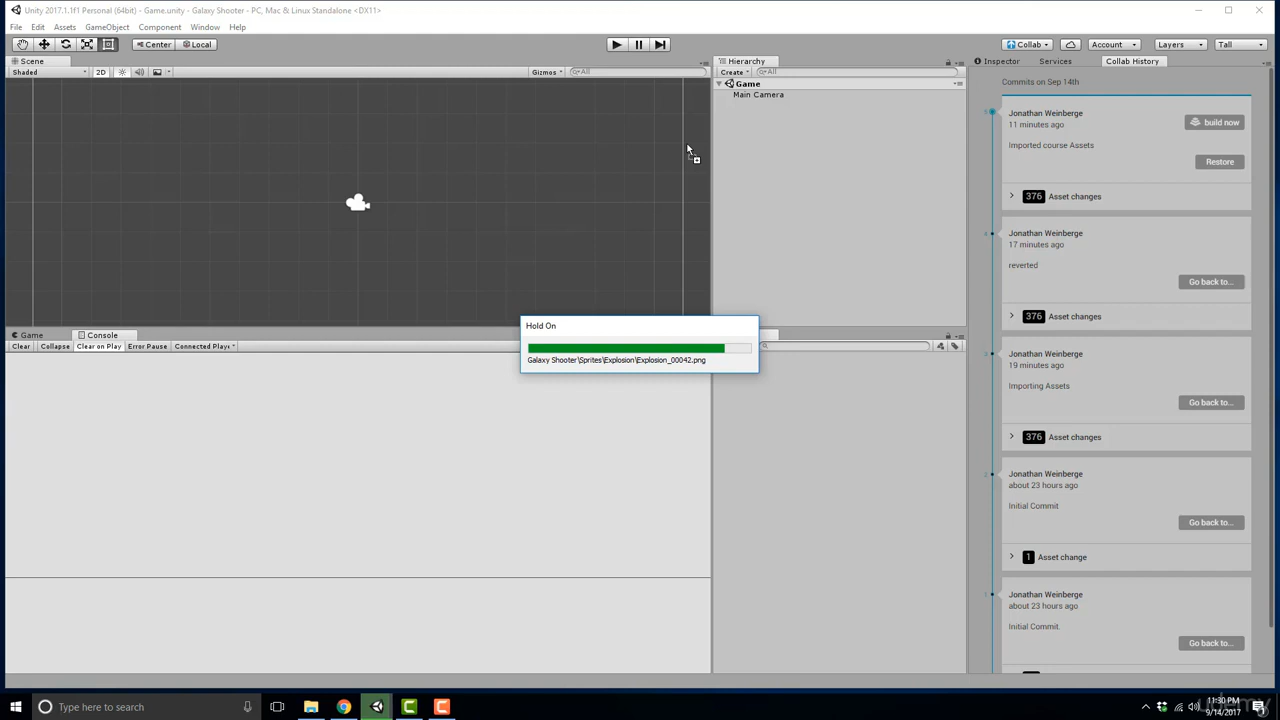 Unity 2017.1.1f1 Personal (64bit) - Game.unity - Galaxy Shooter - PC, Mac & Linux Standalone <DX11>
File Edit Assets GameObject Component Window Help
Center Local Collab Account Layers Tall
Scene
Shaded 2D Gizmos All
Hierarchy
Create All
Game
Main Camera
Inspector Services Collab History
Commits on Sep 14th
Jonathan Weinberge
11 minutes ago
build now
Imported course Assets
Restore
376 Asset changes
Jonathan Weinberge
17 minutes ago
reverted
Go back to...
376 Asset changes
Jonathan Weinberge
19 minutes ago
Importing Assets
Go back to...
376 Asset changes
Jonathan Weinberge
about 23 hours ago
Initial Commit
Go back to...
1 Asset change
Jonathan Weinberge
about 23 hours ago
Initial Commit.
Go back to...
Game Console
Clear Collapse Clear on Play Error Pause Connected Playe
Hold On
Galaxy Shooter\Sprites\Explosion\Explosion_00042.png
Type here to search
11:30 PM
9/14/2017
Udemy